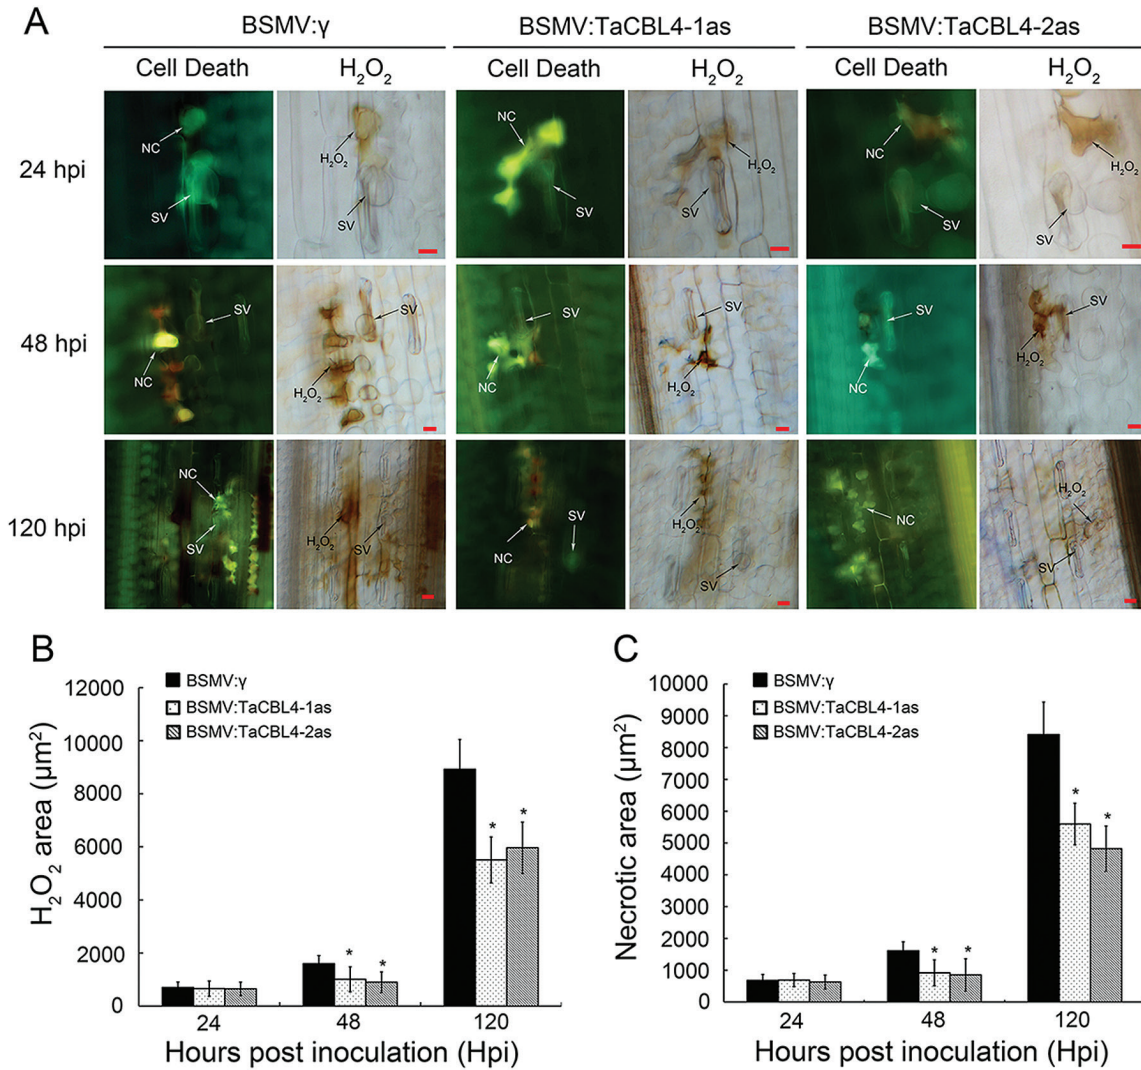 A
BSMV:γ BSMV:TaCBL4-1as BSMV:TaCBL4-2as
Cell Death H₂O₂ Cell Death H₂O₂ Cell Death H₂O₂
24 hpi
NC
SV
H₂O₂
SV
NC
SV
H₂O₂
SV
NC
SV
H₂O₂
SV
48 hpi
SV
NC
SV
H₂O₂
SV
NC
SV
H₂O₂
SV
NC
SV
H₂O₂
120 hpi
NC
SV
H₂O₂
SV
SV
NC
H₂O₂
SV
NC
H₂O₂
SV
B
BSMV:γ
BSMV:TaCBL4-1as
BSMV:TaCBL4-2as
H₂O₂ area (μm²)
12000
10000
8000
6000
4000
2000
0
* *
* *
24 48 120
Hours post inoculation (Hpi)
C
BSMV:γ
BSMV:TaCBL4-1as
BSMV:TaCBL4-2as
Necrotic area (μm²)
10000
9000
8000
7000
6000
5000
4000
3000
2000
1000
0
* *
* *
24 48 120
Hours post inoculation (Hpi)